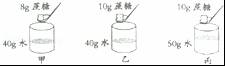 8g 蔗糖 10g 蔗糖 10g 蔗糖
40g 水 40g 水 50g 水
甲 乙 丙